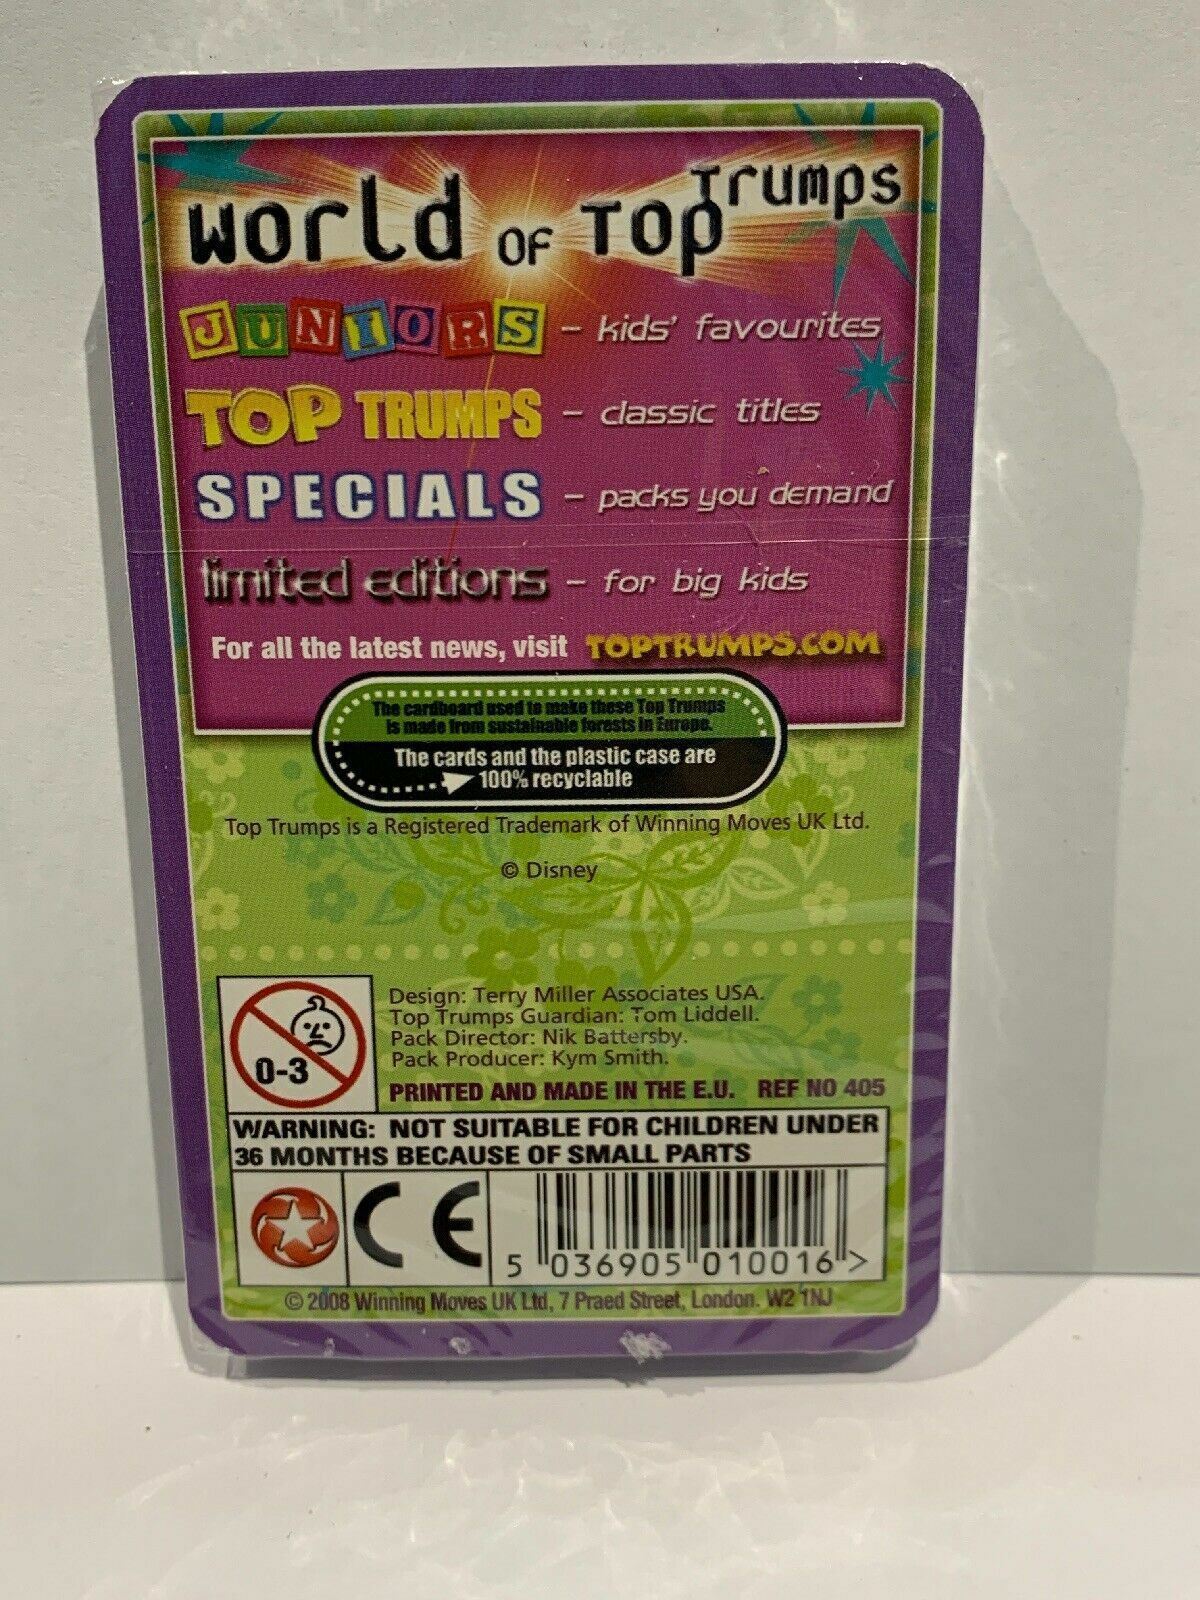 World of Top Trumps
JUNIORS – kids' favourites
TOP TRUMPS – classic titles
SPECIALS – packs you demand
limited editions – for big kids
For all the latest news, visit TOPTRUMPS.COM
The cardboard used to make these Top Trumps
is made from sustainable forests in Europe.
The cards and the plastic case are
100% recyclable
Top Trumps is a Registered Trademark of Winning Moves UK Ltd.
© Disney
0-3
Design: Terry Miller Associates USA.
Top Trumps Guardian: Tom Liddell.
Pack Director: Nik Battersby.
Pack Producer: Kym Smith.
PRINTED AND MADE IN THE E.U. REF NO 405
WARNING: NOT SUITABLE FOR CHILDREN UNDER
36 MONTHS BECAUSE OF SMALL PARTS
CE
5 036905 010016 >
© 2008 Winning Moves UK Ltd, 7 Praed Street, London. W2 1NJ